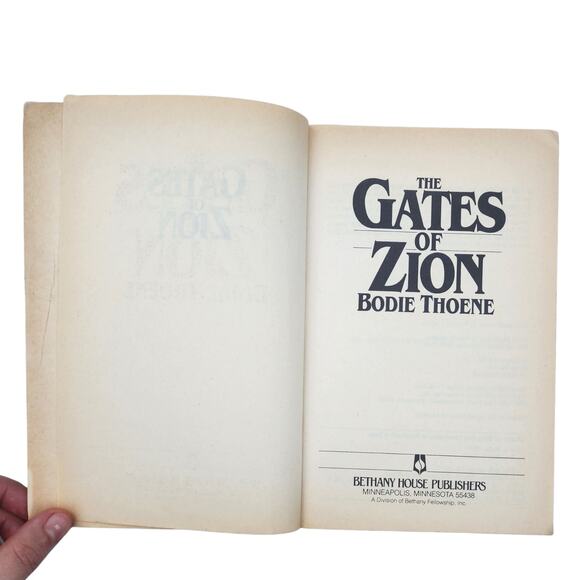 THE
GATES
OF
ZION
BODIE THOENE
BETHANY HOUSE PUBLISHERS
MINNEAPOLIS, MINNESOTA 55438
A Division of Bethany Fellowship, Inc.